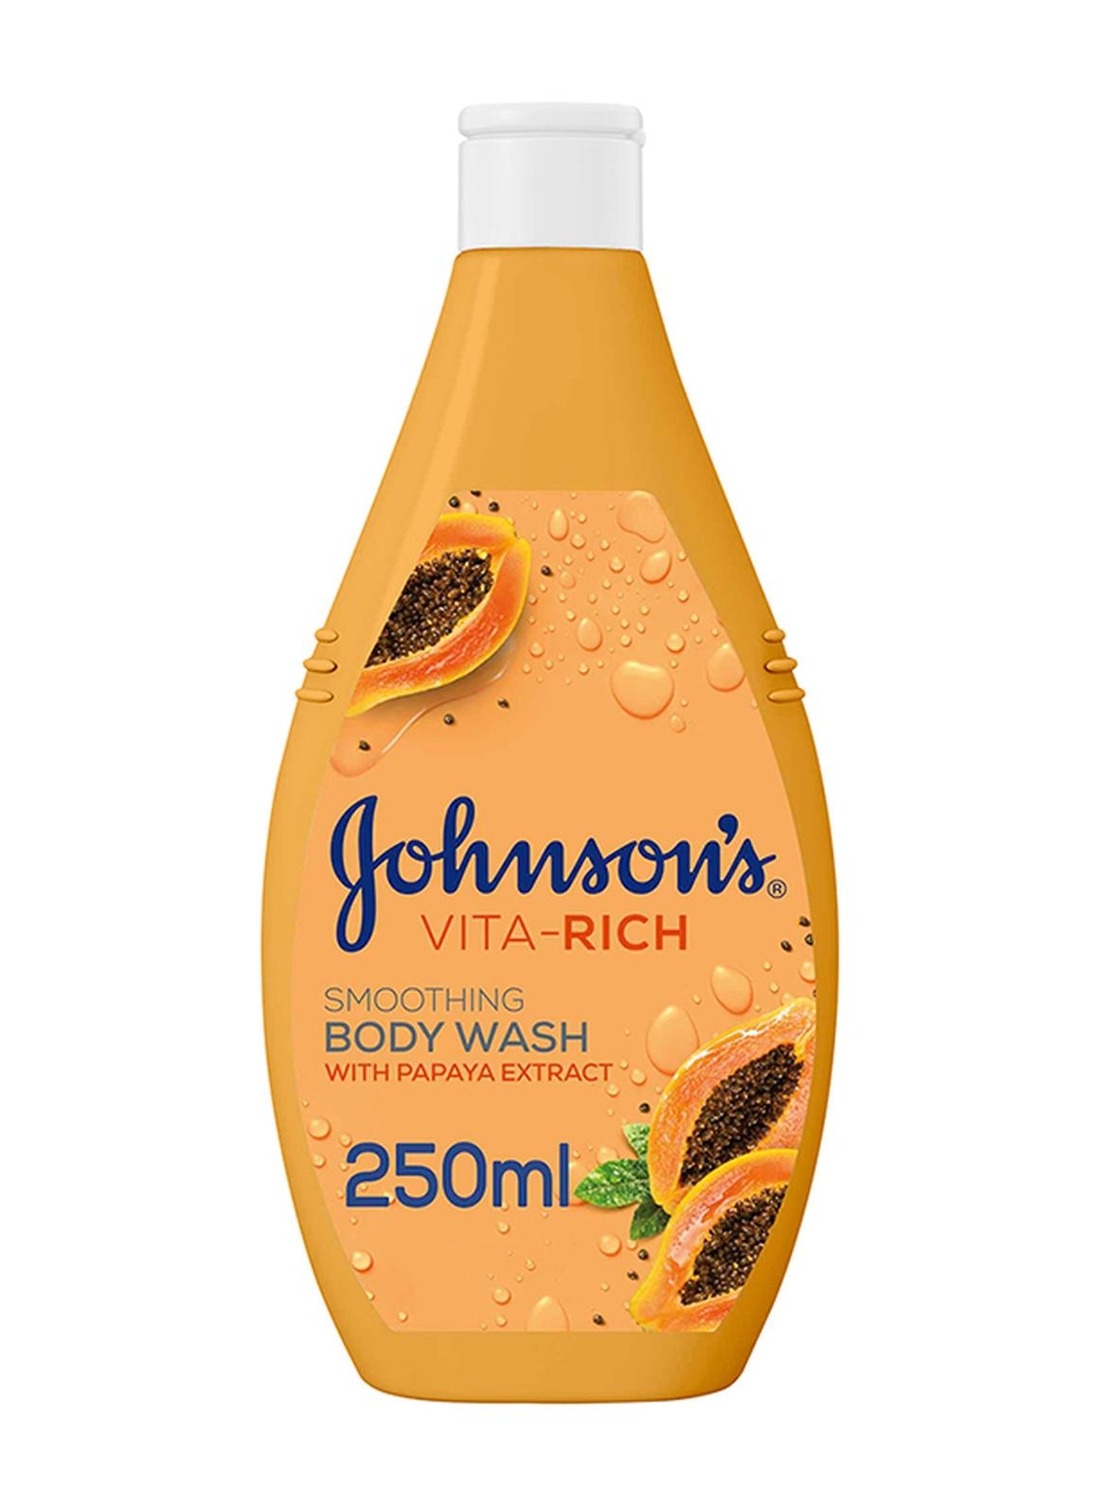 Johnson's®
VITA-RICH
SMOOTHING
BODY WASH
WITH PAPAYA EXTRACT
250ml